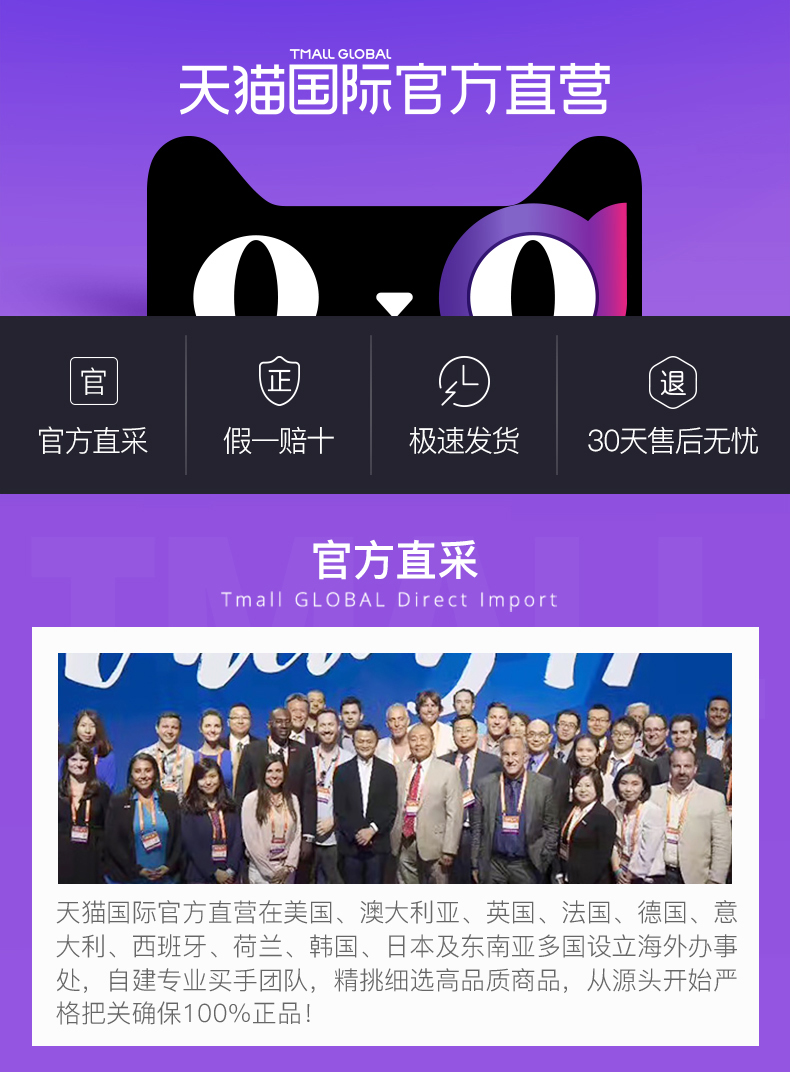 TMALL GLOBAL
天猫国际官方直营
官
正
退
官方直采
假一赔十
极速发货
30天售后无忧
官方直采
Tmall GLOBAL Direct Import
天猫国际官方直营在美国、澳大利亚、英国、法国、德国、意
大利、西班牙、荷兰、韩国、日本及东南亚多国设立海外办事
处，自建专业买手团队，精挑细选高品质商品，从源头开始严
格把关确保100%正品！